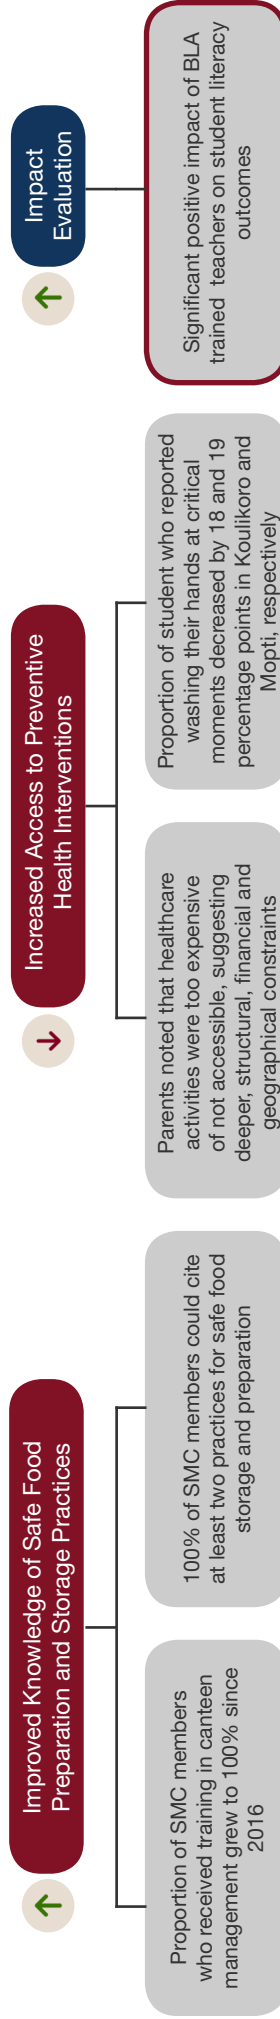 Improved Knowledge of Safe Food
Preparation and Storage Practices
Proportion of SMC members
who received training in canteen
management grew to 100% since
2016
100% of SMC members could cite
at least two practices for safe food
storage and preparation
Increased Access to Preventive
Health Interventions
Parents noted that healthcare
activities were too expensive
of not accessible, suggesting
deeper, structural, financial and
geographical constraints
Proportion of student who reported
washing their hands at critical
moments decreased by 18 and 19
percentage points in Koulikoro and
Mopti, respectively
Impact
Evaluation
Significant positive impact of BLA
trained teachers on student literacy
outcomes